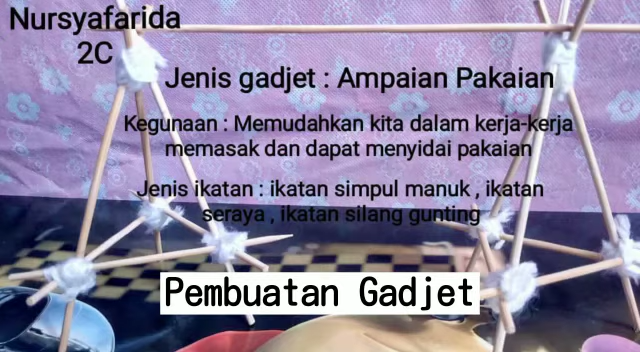 Nursyafarida
2C
Jenis gadjet : Ampaian Pakaian
Kegunaan : Memudahkan kita dalam kerja-kerja
memasak dan dapat menyidai pakaian
Jenis ikatan : ikatan simpul manuk , ikatan
seraya , ikatan silang gunting
Pembuatan Gadjet